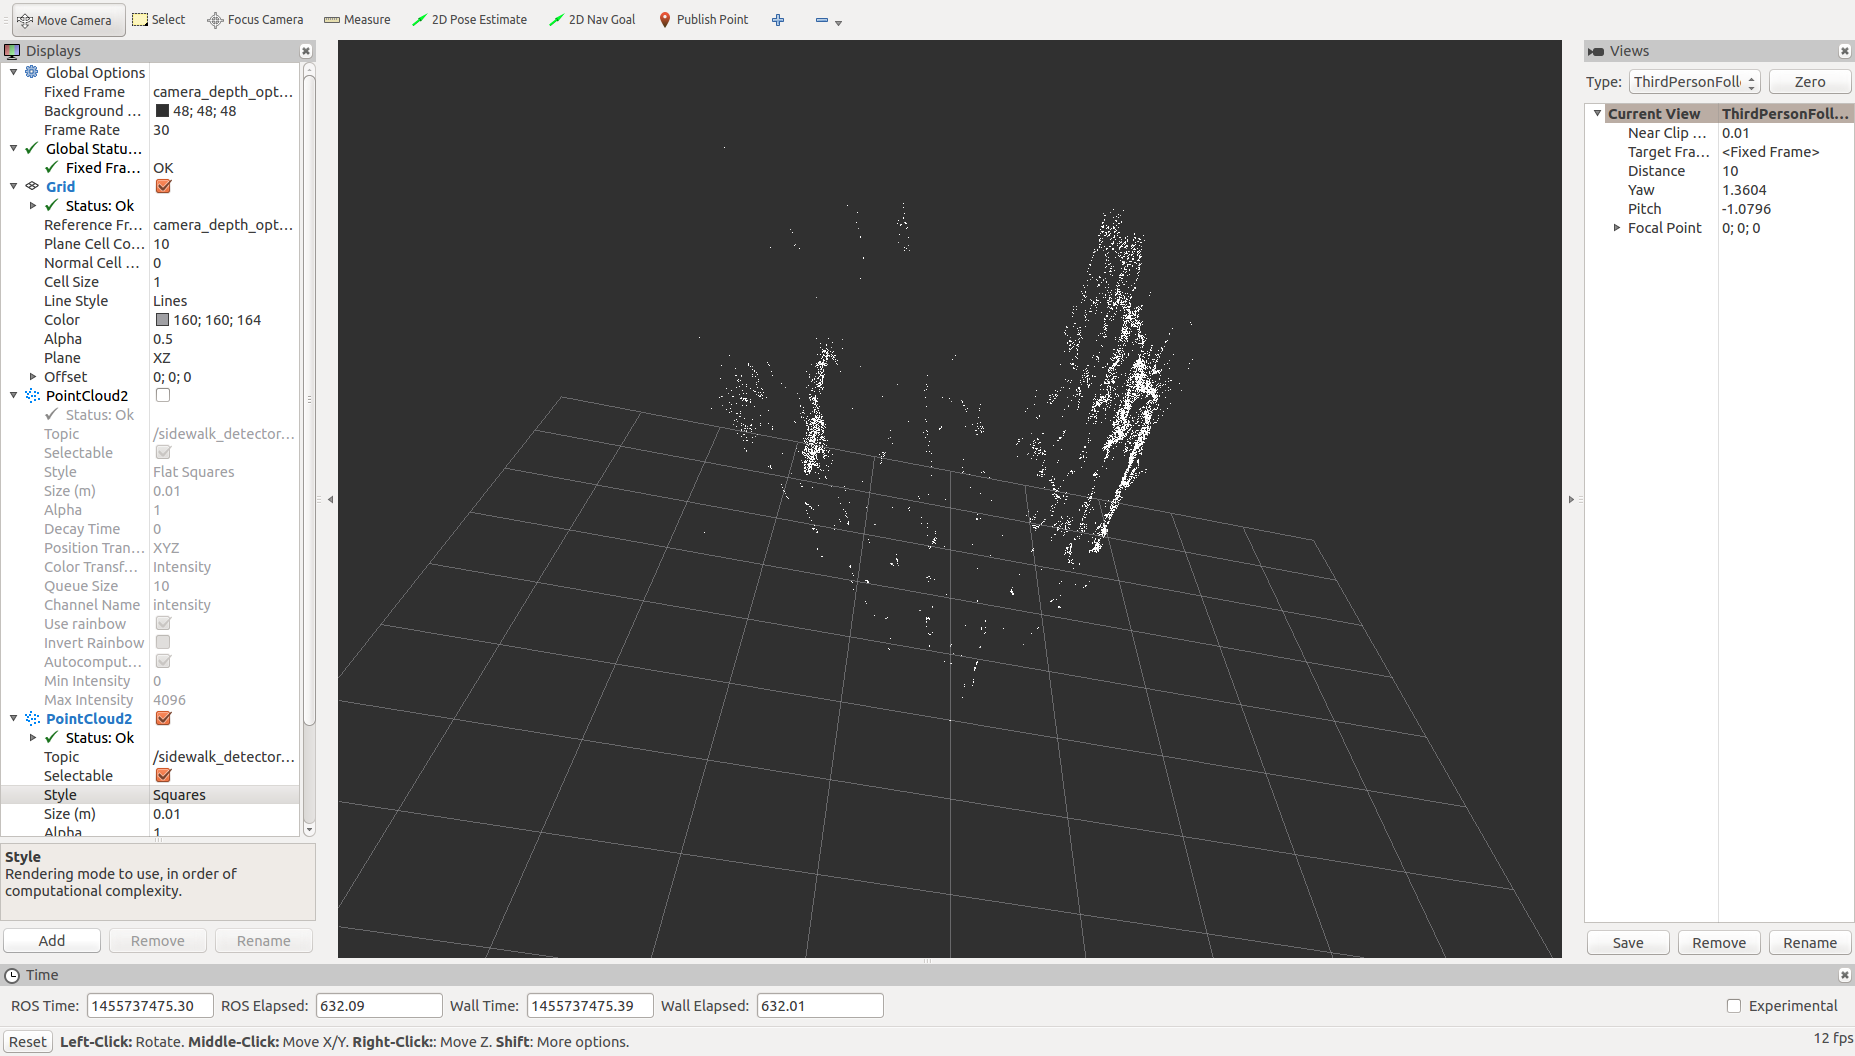 Move Camera Select Focus Camera Measure 2D Pose Estimate 2D Nav Goal Publish Point
Displays
Global Options
Fixed Frame camera_depth_opt...
Background ... 48; 48; 48
Frame Rate 30
Global Statu...
Fixed Fra... OK
Grid
Status: Ok
Reference Fr... camera_depth_opt...
Plane Cell Co... 10
Normal Cell ... 0
Cell Size 1
Line Style Lines
Color 160; 160; 164
Alpha 0.5
Plane XZ
Offset 0; 0; 0
PointCloud2
Status: Ok
Topic /sidewalk_detector...
Selectable
Style Flat Squares
Size (m) 0.01
Alpha 1
Decay Time 0
Position Tran... XYZ
Color Transf... Intensity
Queue Size 10
Channel Name intensity
Use rainbow
Invert Rainbow
Autocomput...
Min Intensity 0
Max Intensity 4096
PointCloud2
Status: Ok
Topic /sidewalk_detector...
Selectable
Style Squares
Size (m) 0.01
Alpha 1
Style
Rendering mode to use, in order of
computational complexity.
Add Remove Rename
Views
Type: ThirdPersonFoll Zero
Current View ThirdPersonFoll...
Near Clip ... 0.01
Target Fra... <Fixed Frame>
Distance 10
Yaw 1.3604
Pitch -1.0796
Focal Point 0; 0; 0
Save Remove Rename
Time
ROS Time: 1455737475.30 ROS Elapsed: 632.09 Wall Time: 1455737475.39 Wall Elapsed: 632.01 Experimental
Reset Left-Click: Rotate. Middle-Click: Move X/Y. Right-Click:: Move Z. Shift: More options. 12 fps